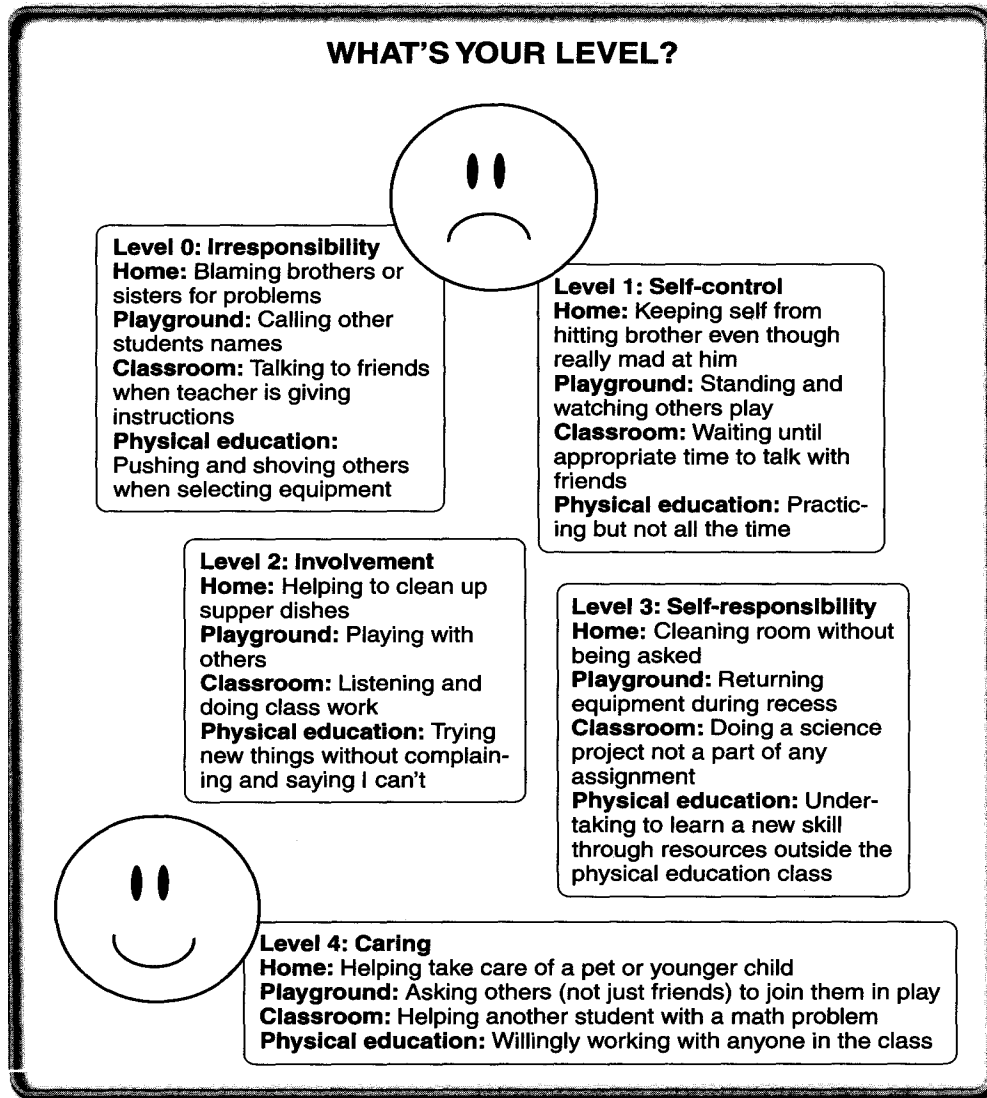 WHAT'S YOUR LEVEL?
Level 0: Irresponsibility
Home: Blaming brothers or
sisters for problems
Playground: Calling other
students names
Classroom: Talking to friends
when teacher is giving
instructions
Physical education:
Pushing and shoving others
when selecting equipment
Level 1: Self-control
Home: Keeping self from
hitting brother even though
really mad at him
Playground: Standing and
watching others play
Classroom: Waiting until
appropriate time to talk with
friends
Physical education: Practic-
ing but not all the time
Level 2: Involvement
Home: Helping to clean up
supper dishes
Playground: Playing with
others
Classroom: Listening and
doing class work
Physical education: Trying
new things without complain-
ing and saying I can't
Level 3: Self-responsibility
Home: Cleaning room without
being asked
Playground: Returning
equipment during recess
Classroom: Doing a science
project not a part of any
assignment
Physical education: Under-
taking to learn a new skill
through resources outside the
physical education class
Level 4: Caring
Home: Helping take care of a pet or younger child
Playground: Asking others (not just friends) to join them in play
Classroom: Helping another student with a math problem
Physical education: Willingly working with anyone in the class